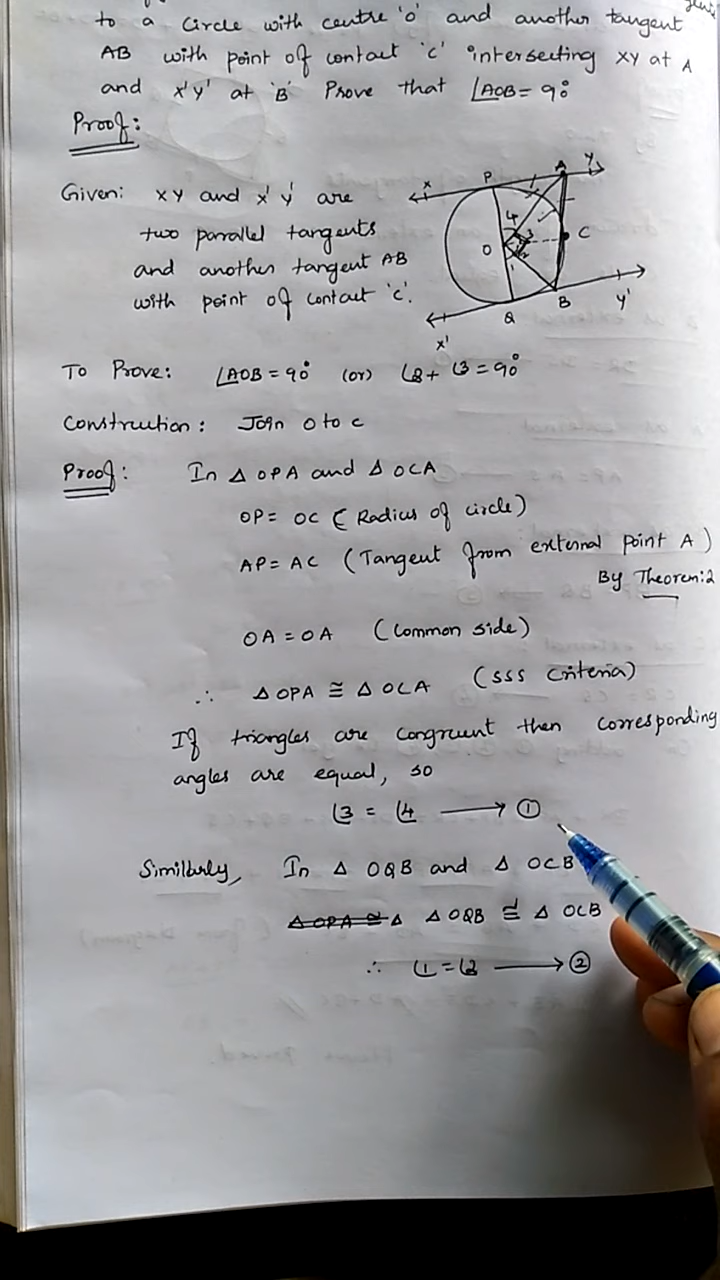 to a circle with centre 'o' and another tangent
AB with point of contact 'c' intersecting xy at A
and x'y' at 'B' Prove that ∠AOB = 90°
Proof:
Given: xy and x'y' are
two parallel tangents
and another tangent AB
with point of contact 'c'.
x P A y
4
O 3 C
2
1
Q B y'
x'
To Prove: ∠AOB = 90° (or) ∠2 + ∠3 = 90°
Construction: Join O to c
Proof: In △ OPA and △ OCA
OP = OC (Radius of circle)
AP = AC (Tangent from external point A)
By Theorem:2
OA = OA (Common side)
∴ △ OPA ≅ △ OCA (SSS Criteria)
If triangles are congruent then corresponding
angles are equal, so
∠3 = ∠4 ⟶ ①
Similarly, In △ OQB and △ OCB
△ OPA ≅ △ △ OQB ≅ △ OCB
∴ ∠1 = ∠2 ⟶ ②